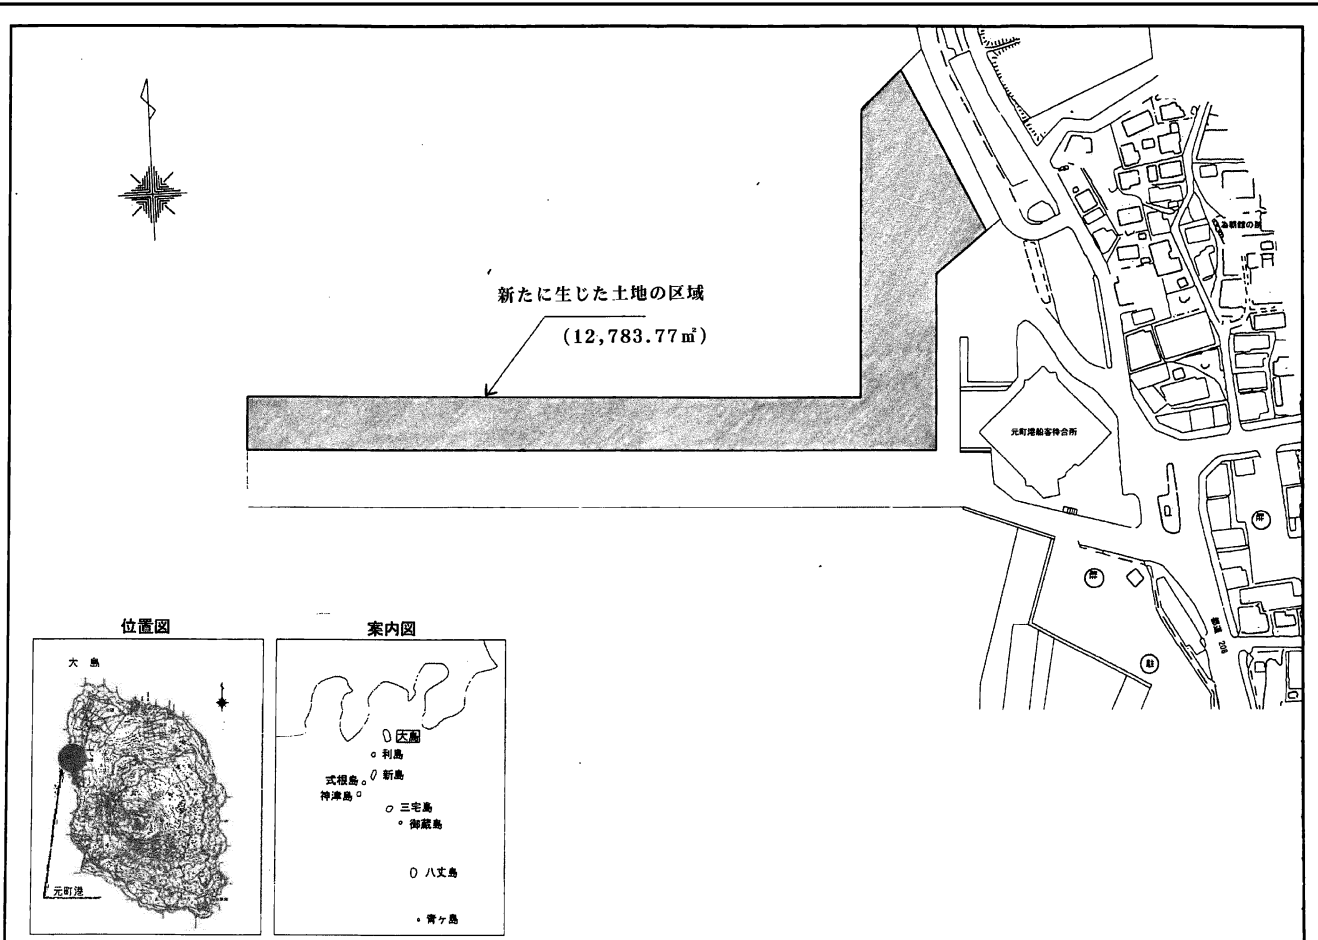 新たに生じた土地の区域
(12,783.77㎡)
元町港船客待合所
都道 208
位置図
大 島
元町港
案内図
大島
利島
新島
式根島
神津島
三宅島
御蔵島
八丈島
青ヶ島